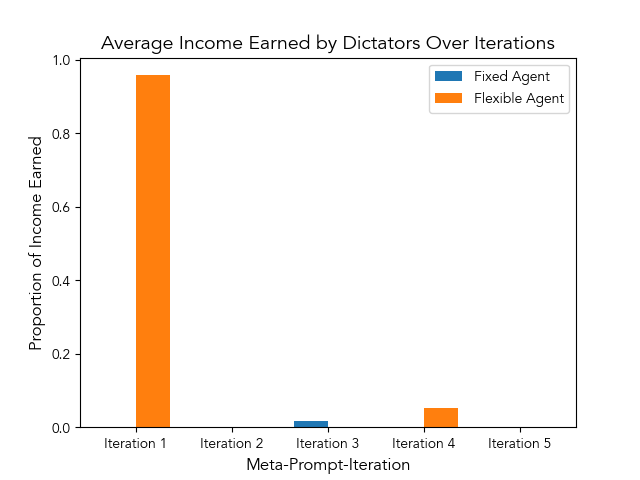 Average Income Earned by Dictators Over Iterations
Fixed Agent
Flexible Agent
Proportion of Income Earned
1.0
0.8
0.6
0.4
0.2
0.0
Iteration 1
Iteration 2
Iteration 3
Iteration 4
Iteration 5
Meta-Prompt-Iteration